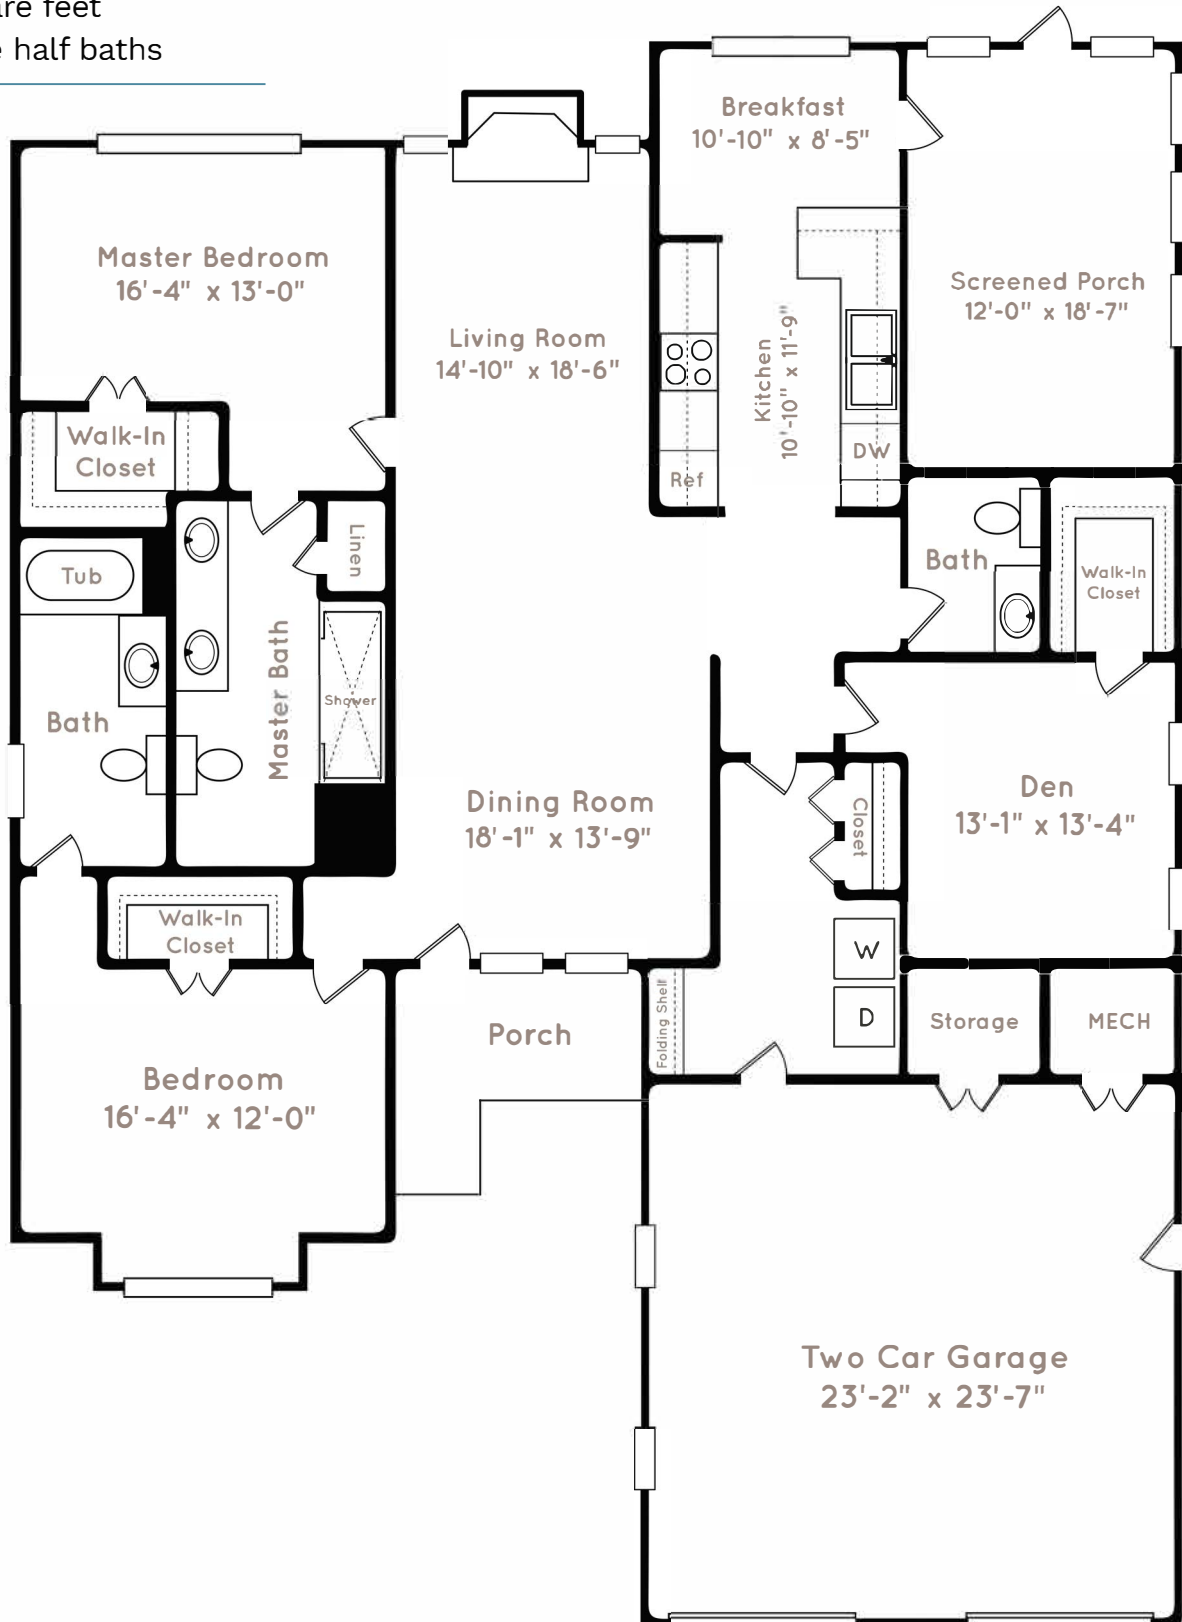 are feet
half baths
Breakfast
10'-10" x 8'-5"
Master Bedroom
16'-4" x 13'-0"
Living Room
14'-10" x 18'-6"
Screened Porch
12'-0" x 18'-7"
Kitchen
10'-10" x 11'-9"
Walk-In
Closet
DW
Ref
Linen
Tub
Bath
Walk-In
Closet
Master Bath
Shower
Bath
Dining Room
18'-1" x 13'-9"
Closet
Den
13'-1" x 13'-4"
Walk-In
Closet
W
D
Folding Shelf
Storage
MECH
Porch
Bedroom
16'-4" x 12'-0"
Two Car Garage
23'-2" x 23'-7"